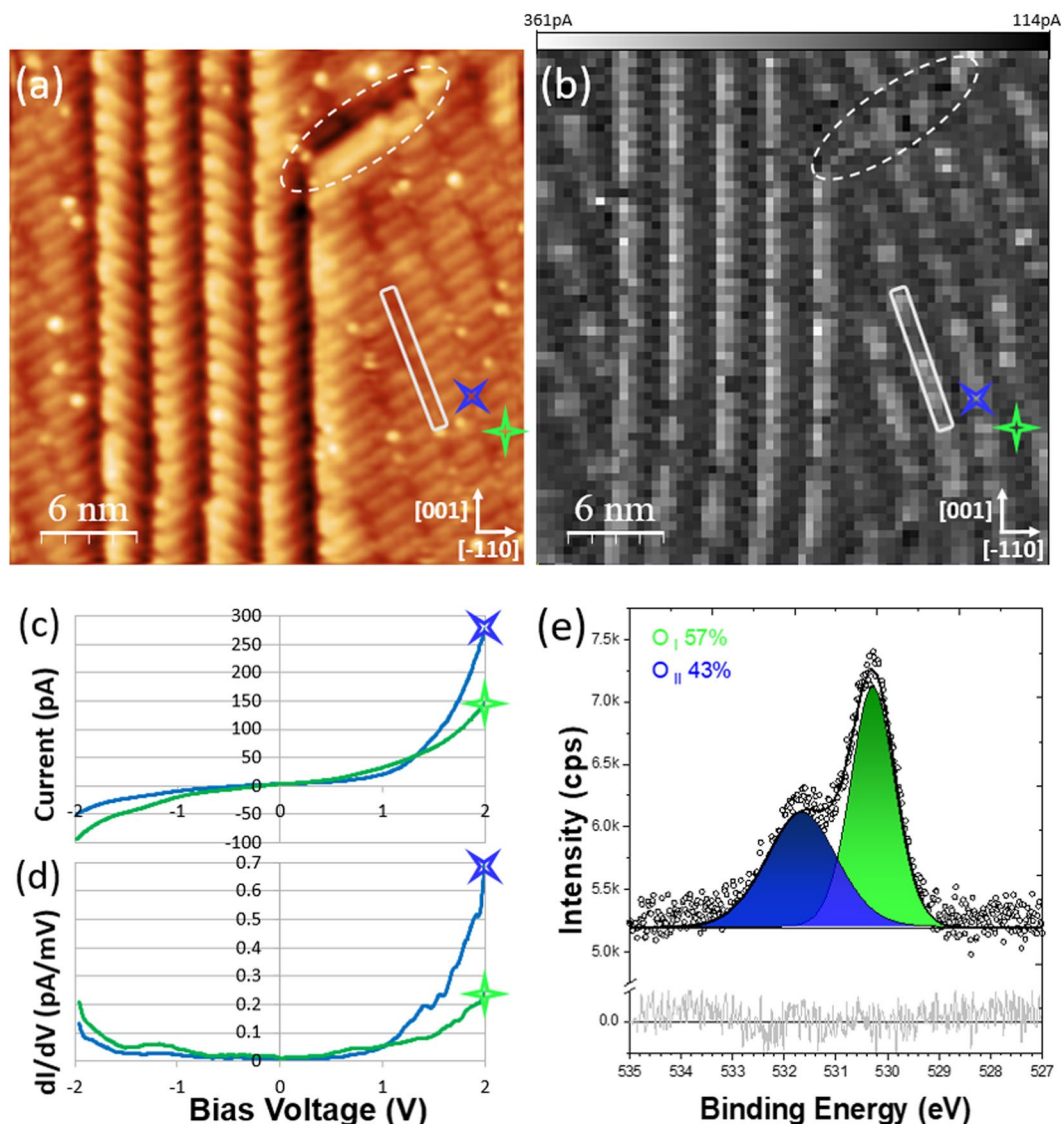 361pA 114pA
(a)
6 nm
[001]
[-110]
(b)
6 nm
[001]
[-110]
(c)
Current (pA)
300
250
200
150
100
50
0
-50
-100
-2 -1 0 1 2
(d)
dI/dV (pA/mV)
0.7
0.6
0.5
0.4
0.3
0.2
0.1
0
-2 -1 0 1 2
Bias Voltage (V)
(e)
O I 57%
O II 43%
Intensity (cps)
7.5k
7.0k
6.5k
6.0k
5.5k
5.0k
0.0
535 534 533 532 531 530 529 528 527
Binding Energy (eV)